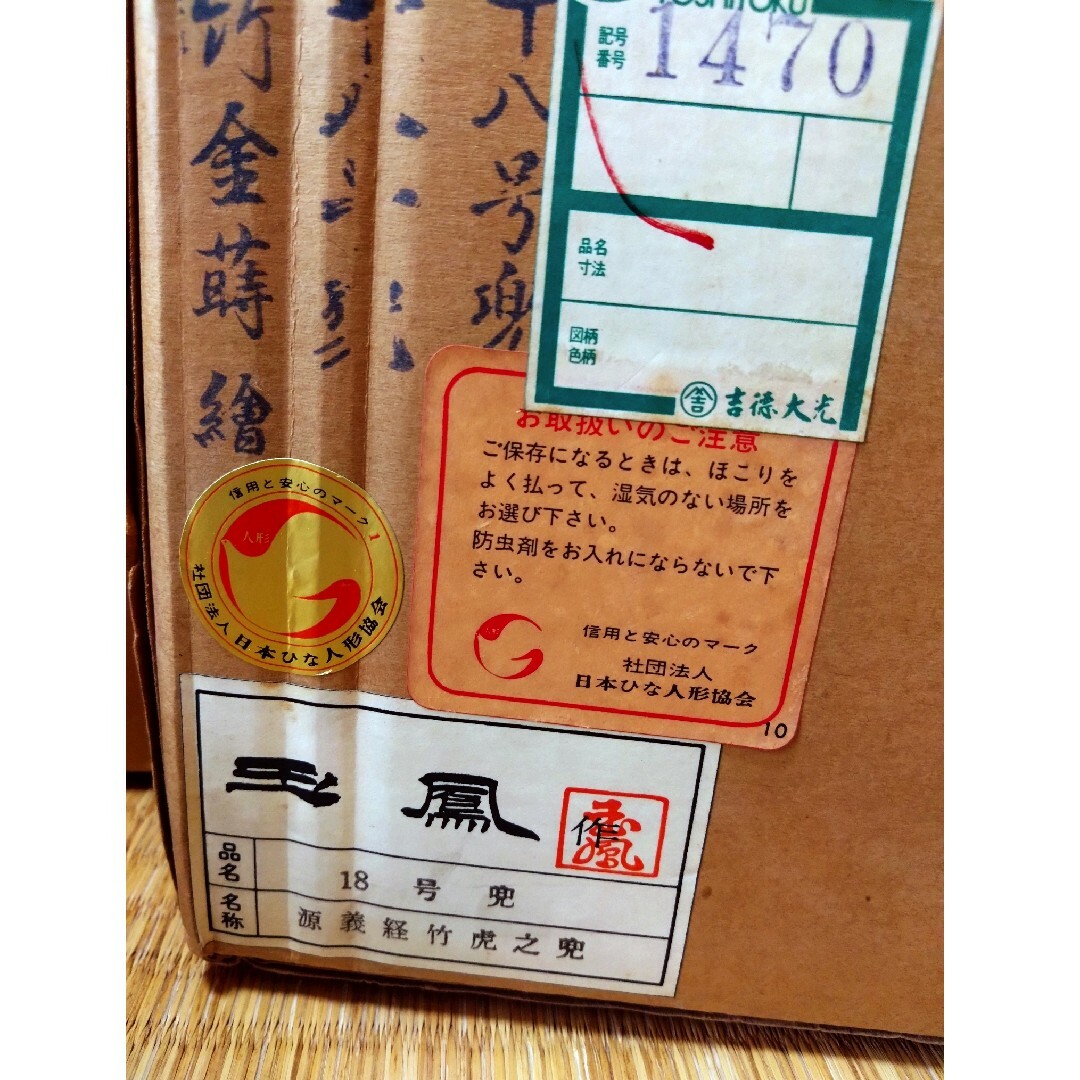 YOSHITOKU
記号
番号
1470
品名
寸法
図柄
色柄
吉
吉徳大光
十八号兜
竹金蒔繪
お取扱いのご注意
ご保存になるときは、ほこりを
よく払って、湿気のない場所を
お選び下さい。
防虫剤をお入れにならないで下
さい。
信用と安心のマーク
社団法人
日本ひな人形協会
10
信用と安心のマーク
人形
社団法人日本ひな人形協会
玉鳳
作
品名
18号兜
名称
源義経竹虎之兜